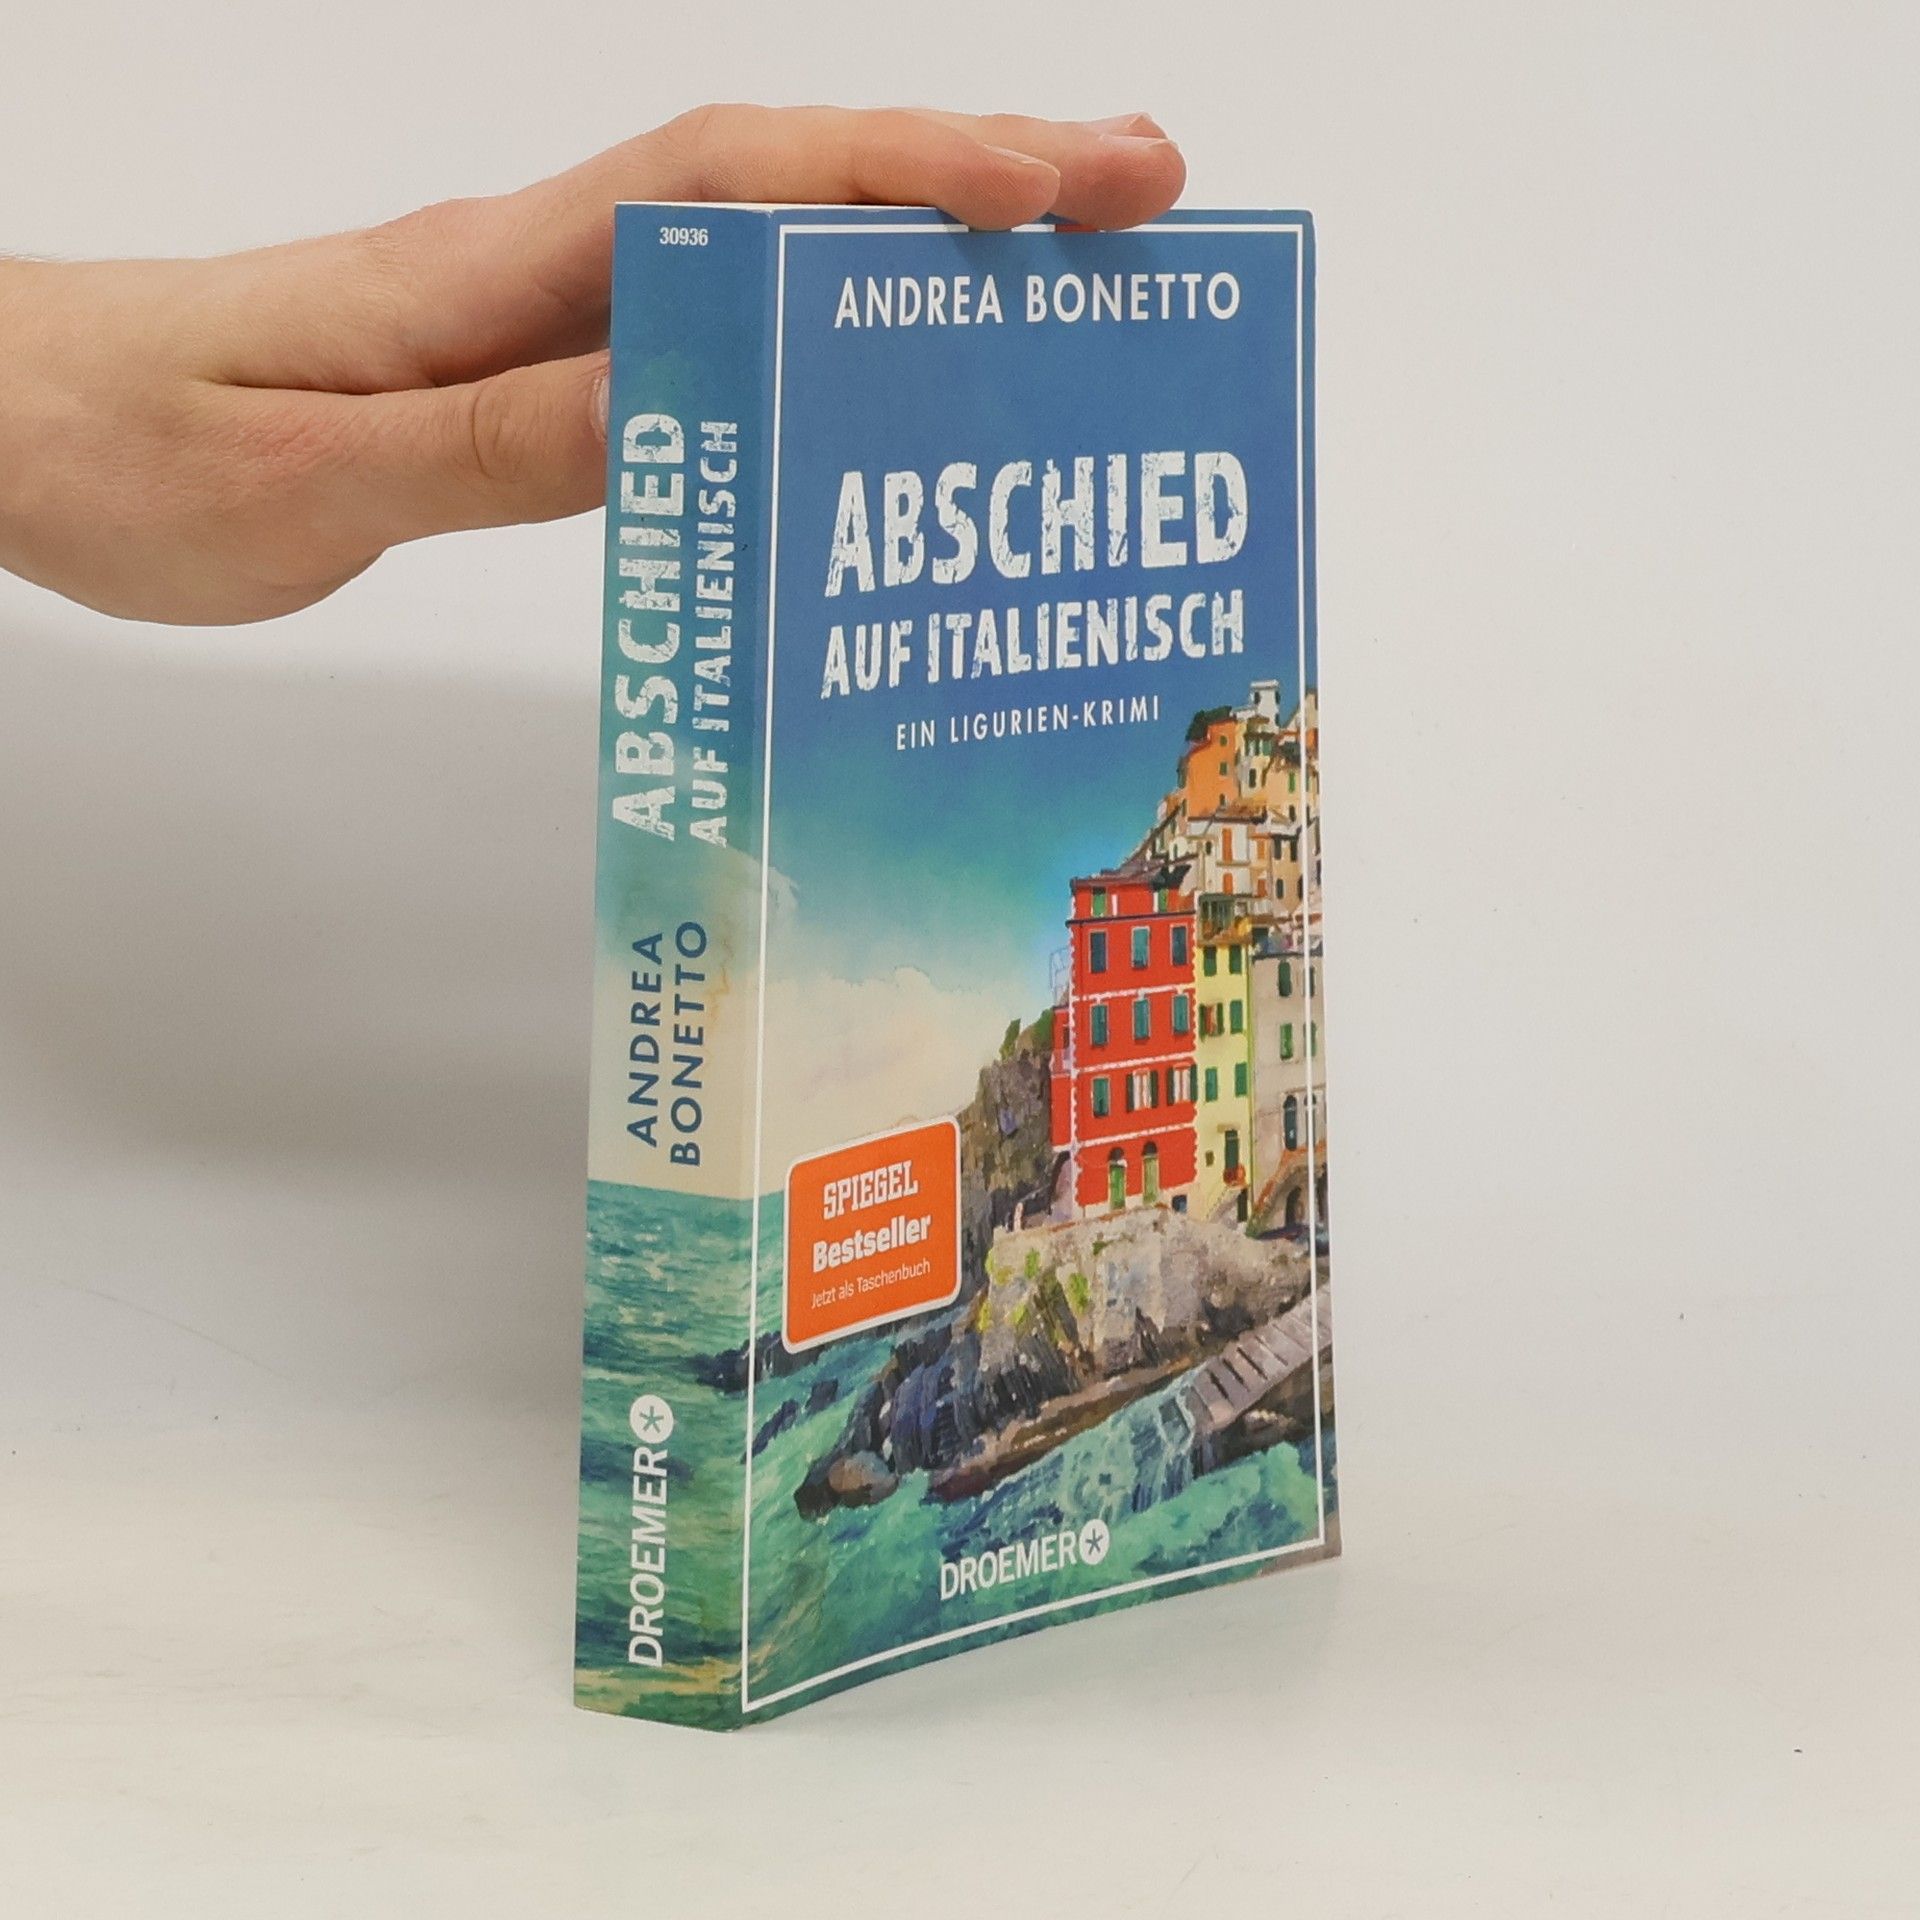 30936
ABSCHIED
AUF ITALIENISCH
ANDREA
BONETTO
DROEMER
ANDREA BONETTO
ABSCHIED
AUF ITALIENISCH
EIN LIGURIEN-KRIMI
SPIEGEL
Bestseller
Jetzt als Taschenbuch
DROEMER